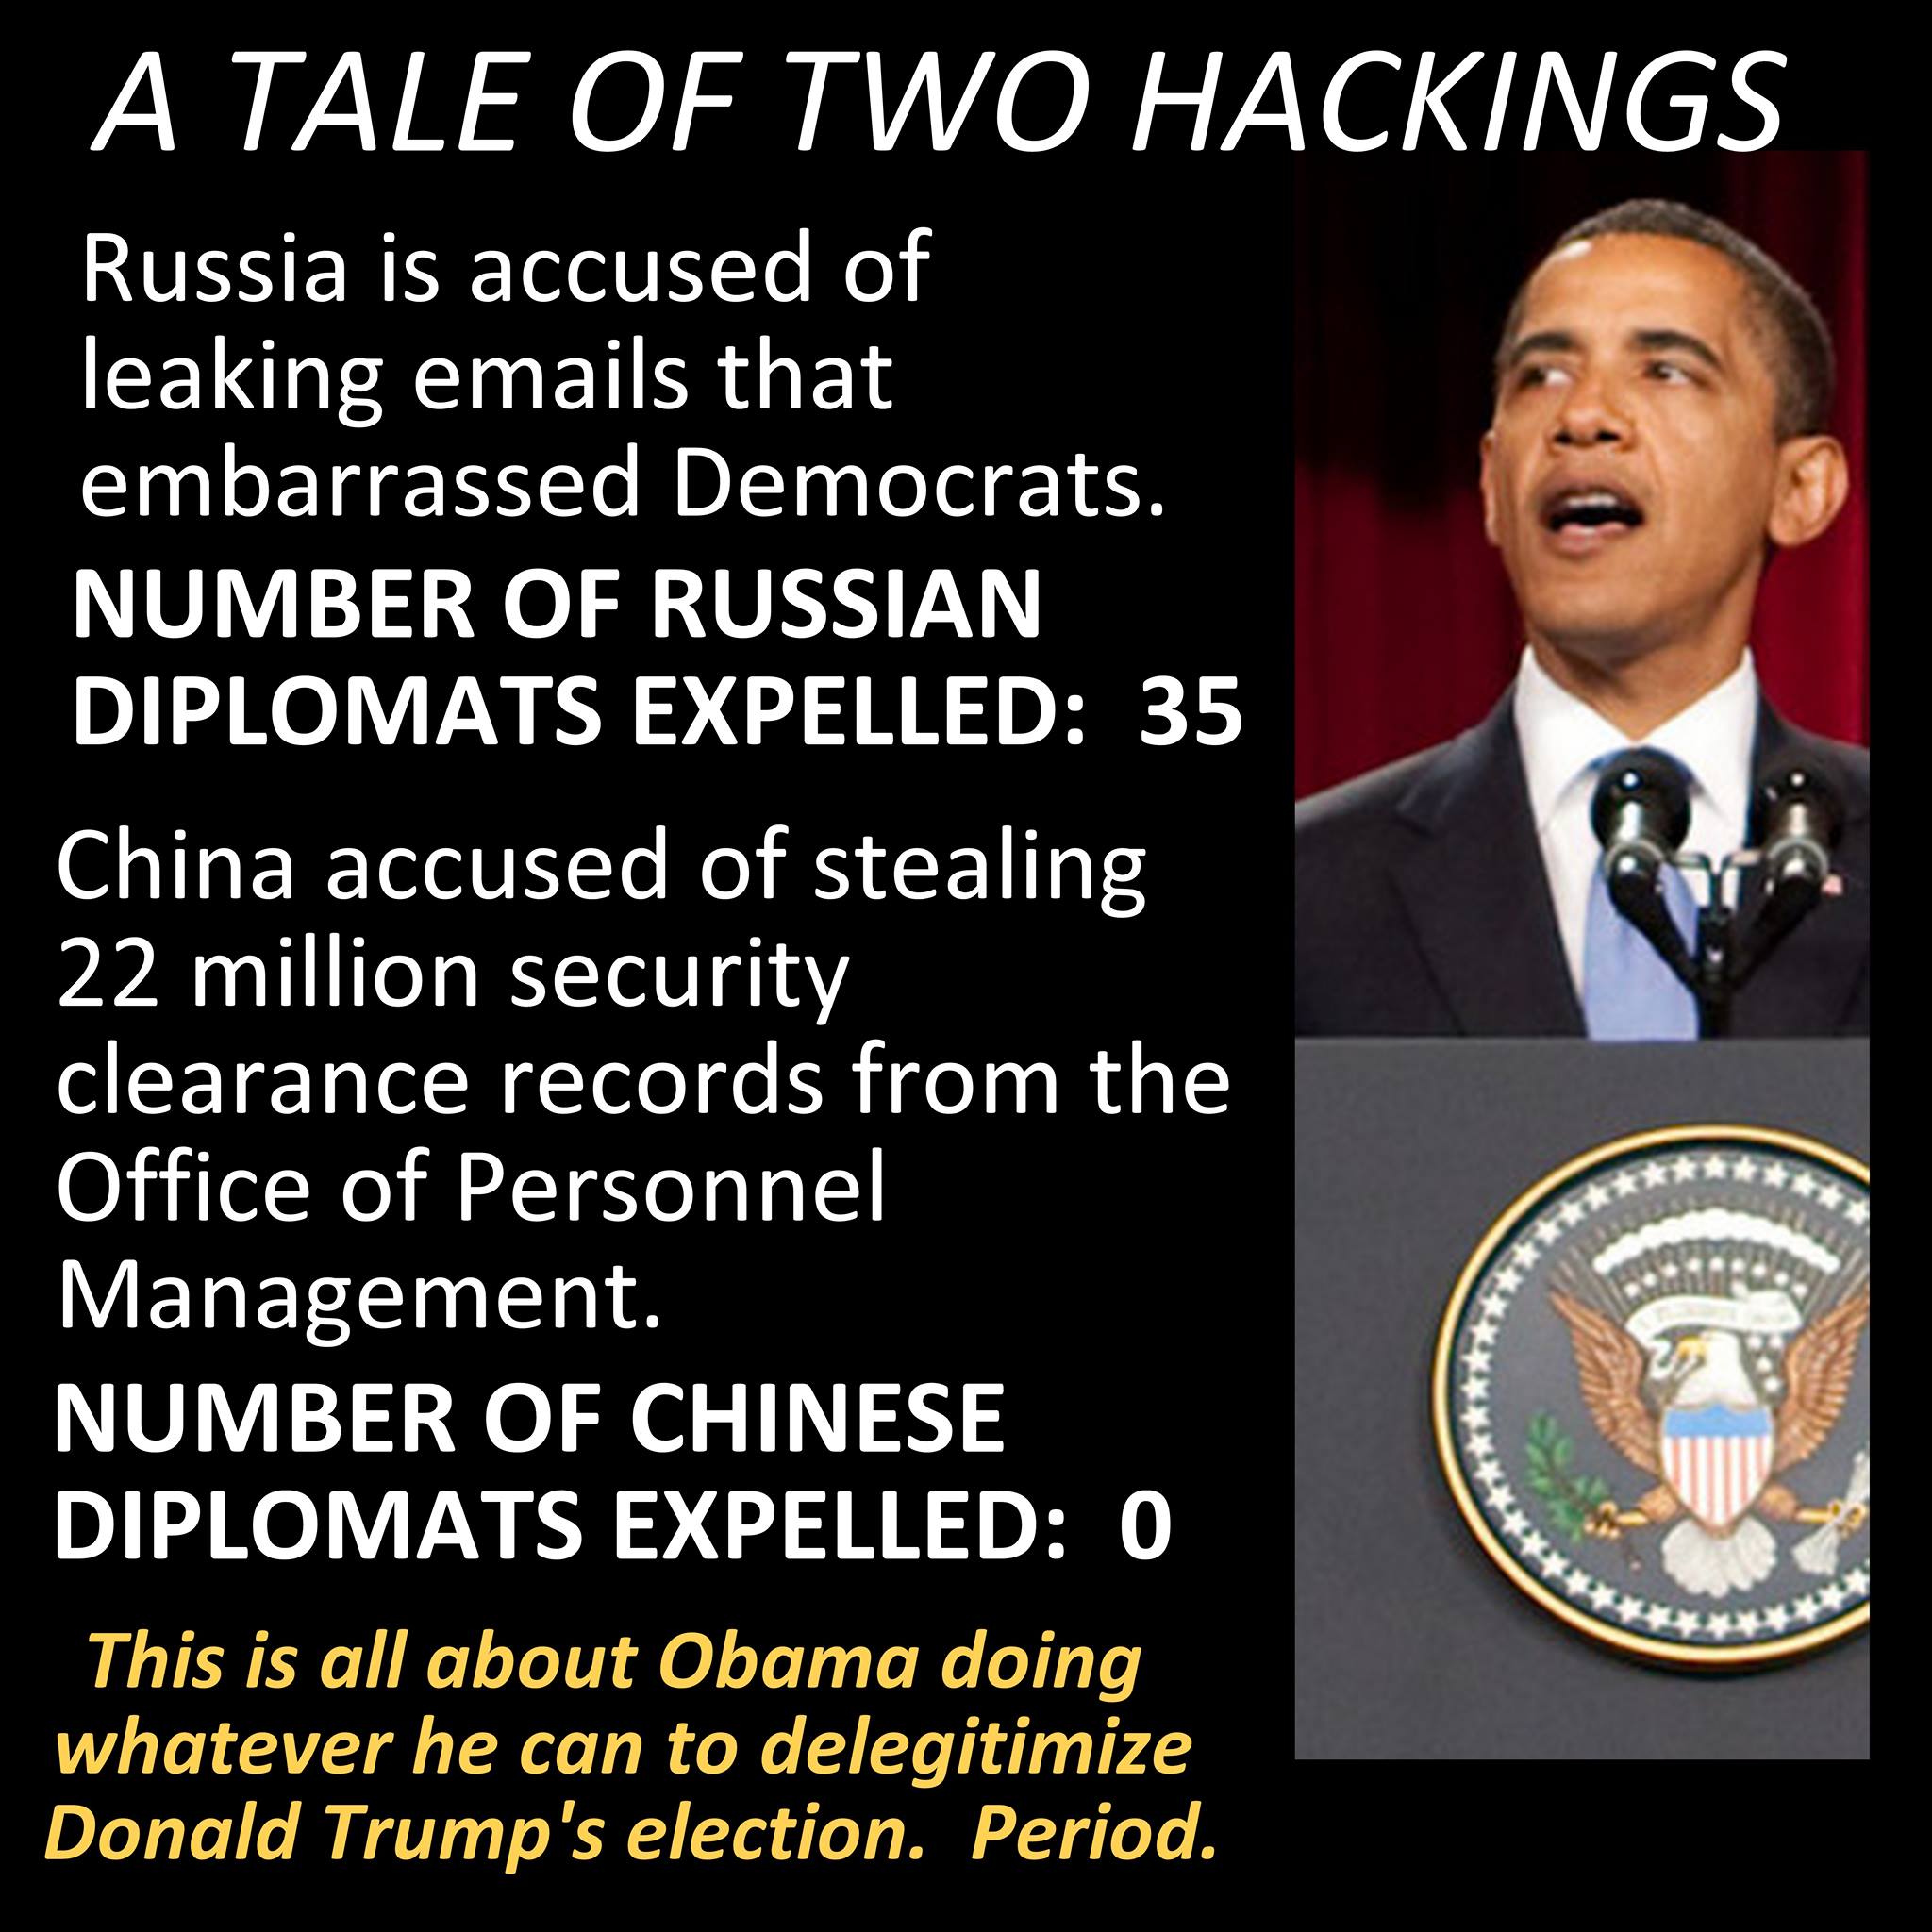 A TALE OF TWO HACKINGS
Russia is accused of
leaking emails that
embarrassed Democrats.
NUMBER OF RUSSIAN
DIPLOMATS EXPELLED:  35
China accused of stealing
22 million security
clearance records from the
Office of Personnel
Management.
NUMBER OF CHINESE
DIPLOMATS EXPELLED:  0
This is all about Obama doing
whatever he can to delegitimize
Donald Trump's election.  Period.